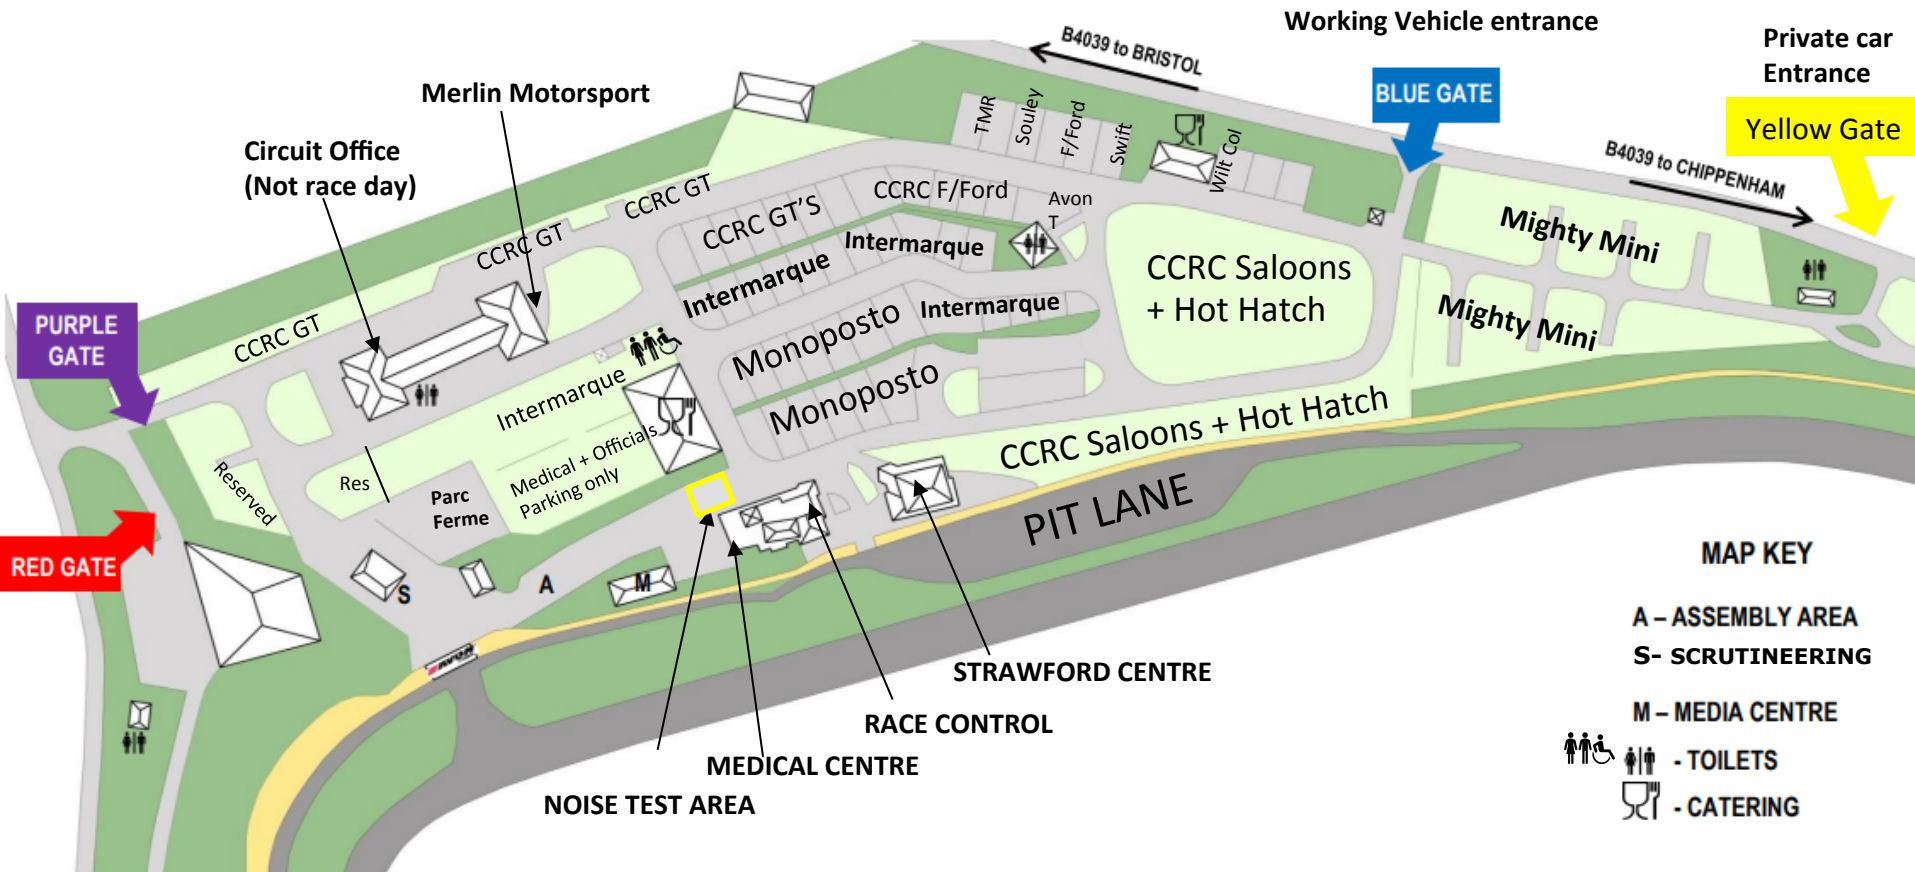 Working Vehicle entrance
Private car
Entrance
B4039 to BRISTOL
Merlin Motorsport
BLUE GATE
Yellow Gate
TMR
Souley
F/Ford
Swift
Wilt Col
B4039 to CHIPPENHAM
Circuit Office
(Not race day)
CCRC GT
CCRC GT
CCRC GT
CCRC GT'S
CCRC F/Ford
Avon
T
Intermarque
Intermarque
Intermarque
Mighty Mini
Mighty Mini
CCRC Saloons
+ Hot Hatch
PURPLE
GATE
Monoposto
Monoposto
Intermarque
CCRC Saloons + Hot Hatch
Reserved
Res
Parc
Ferme
Medical + Officials
Parking only
PIT LANE
RED GATE
S
A
M
AVON
STRAWFORD CENTRE
RACE CONTROL
MEDICAL CENTRE
NOISE TEST AREA
MAP KEY
A – ASSEMBLY AREA
S- SCRUTINEERING
M – MEDIA CENTRE
- TOILETS
- CATERING